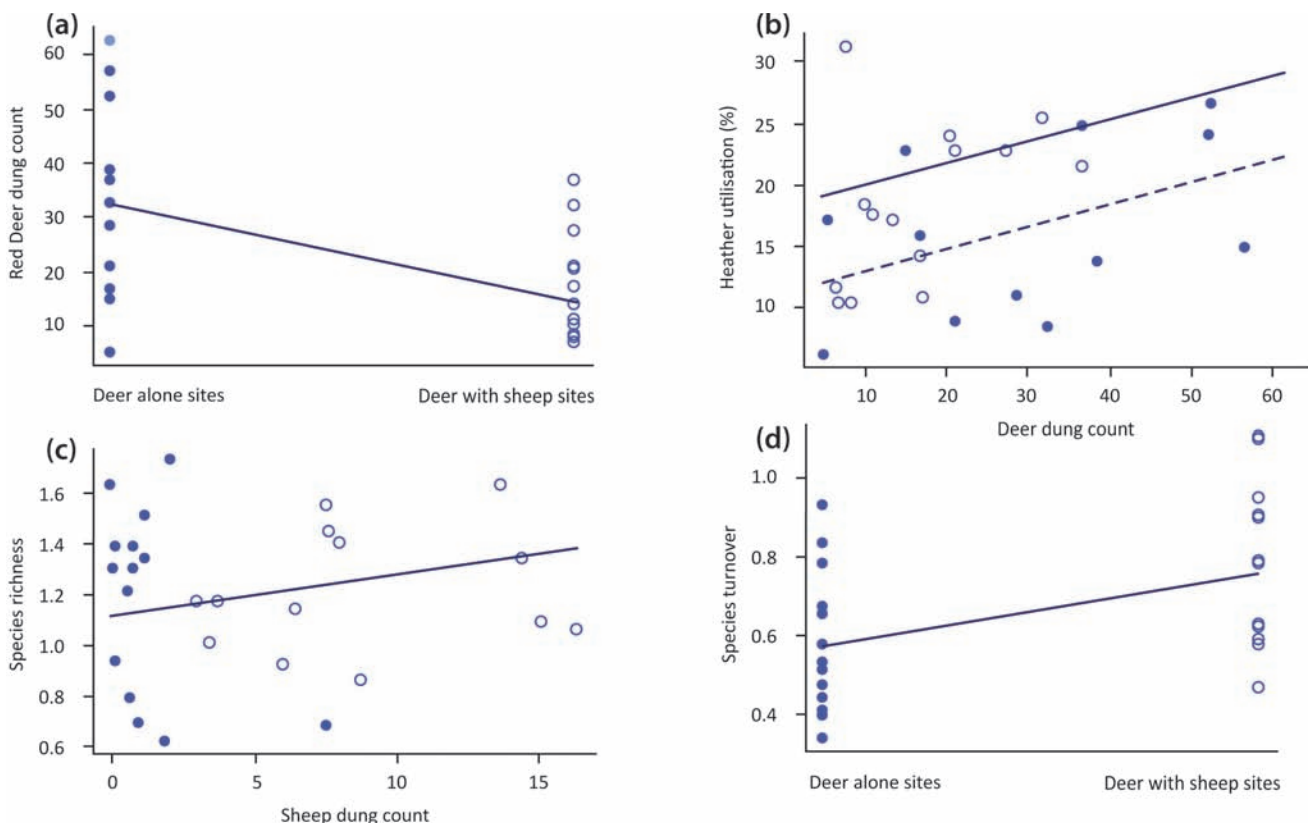 (a)
Red Deer dung count
60
50
40
30
20
10
Deer alone sites
Deer with sheep sites
(b)
Heather utilisation (%)
30
25
20
15
10
10
20
30
40
50
60
Deer dung count
(c)
Species richness
1.6
1.4
1.2
1.0
0.8
0.6
0
5
10
15
Sheep dung count
(d)
Species turnover
1.0
0.8
0.6
0.4
Deer alone sites
Deer with sheep sites